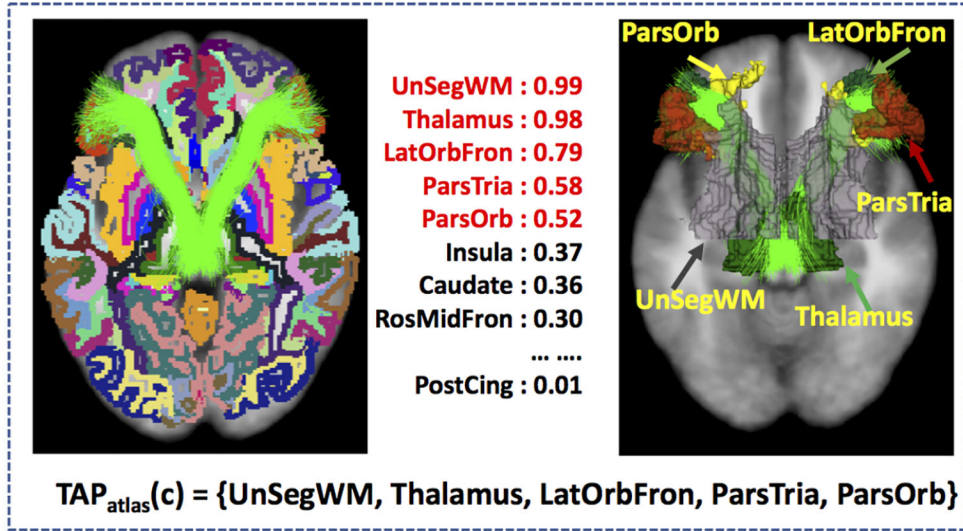 UnSegWM : 0.99
Thalamus : 0.98
LatOrbFron : 0.79
ParsTria : 0.58
ParsOrb : 0.52
Insula : 0.37
Caudate : 0.36
RosMidFron : 0.30
... ....
PostCing : 0.01
ParsOrb
LatOrbFron
ParsTria
UnSegWM
Thalamus
TAPatlas(c) = {UnSegWM, Thalamus, LatOrbFron, ParsTria, ParsOrb}